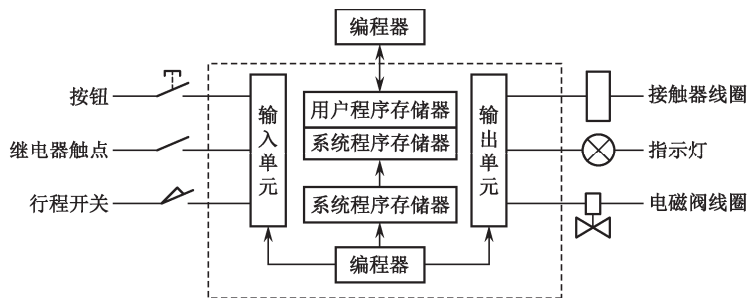 编程器
按钮
继电器触点
行程开关
输入单元
用户程序存储器
系统程序存储器
系统程序存储器
编程器
输出单元
接触器线圈
指示灯
电磁阀线圈